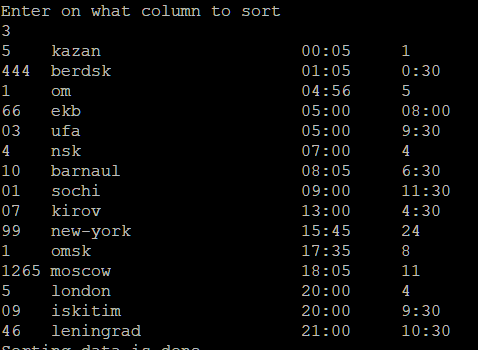 Enter on what column to sort
3
5 kazan 00:05 1
444 berdsk 01:05 0:30
1 om 04:56 5
66 ekb 05:00 08:00
03 ufa 05:00 9:30
4 nsk 07:00 4
10 barnaul 08:05 6:30
01 sochi 09:00 11:30
07 kirov 13:00 4:30
99 new-york 15:45 24
1 omsk 17:35 8
1265 moscow 18:05 11
5 london 20:00 4
09 iskitim 20:00 9:30
46 leningrad 21:00 10:30
Sorting data is done